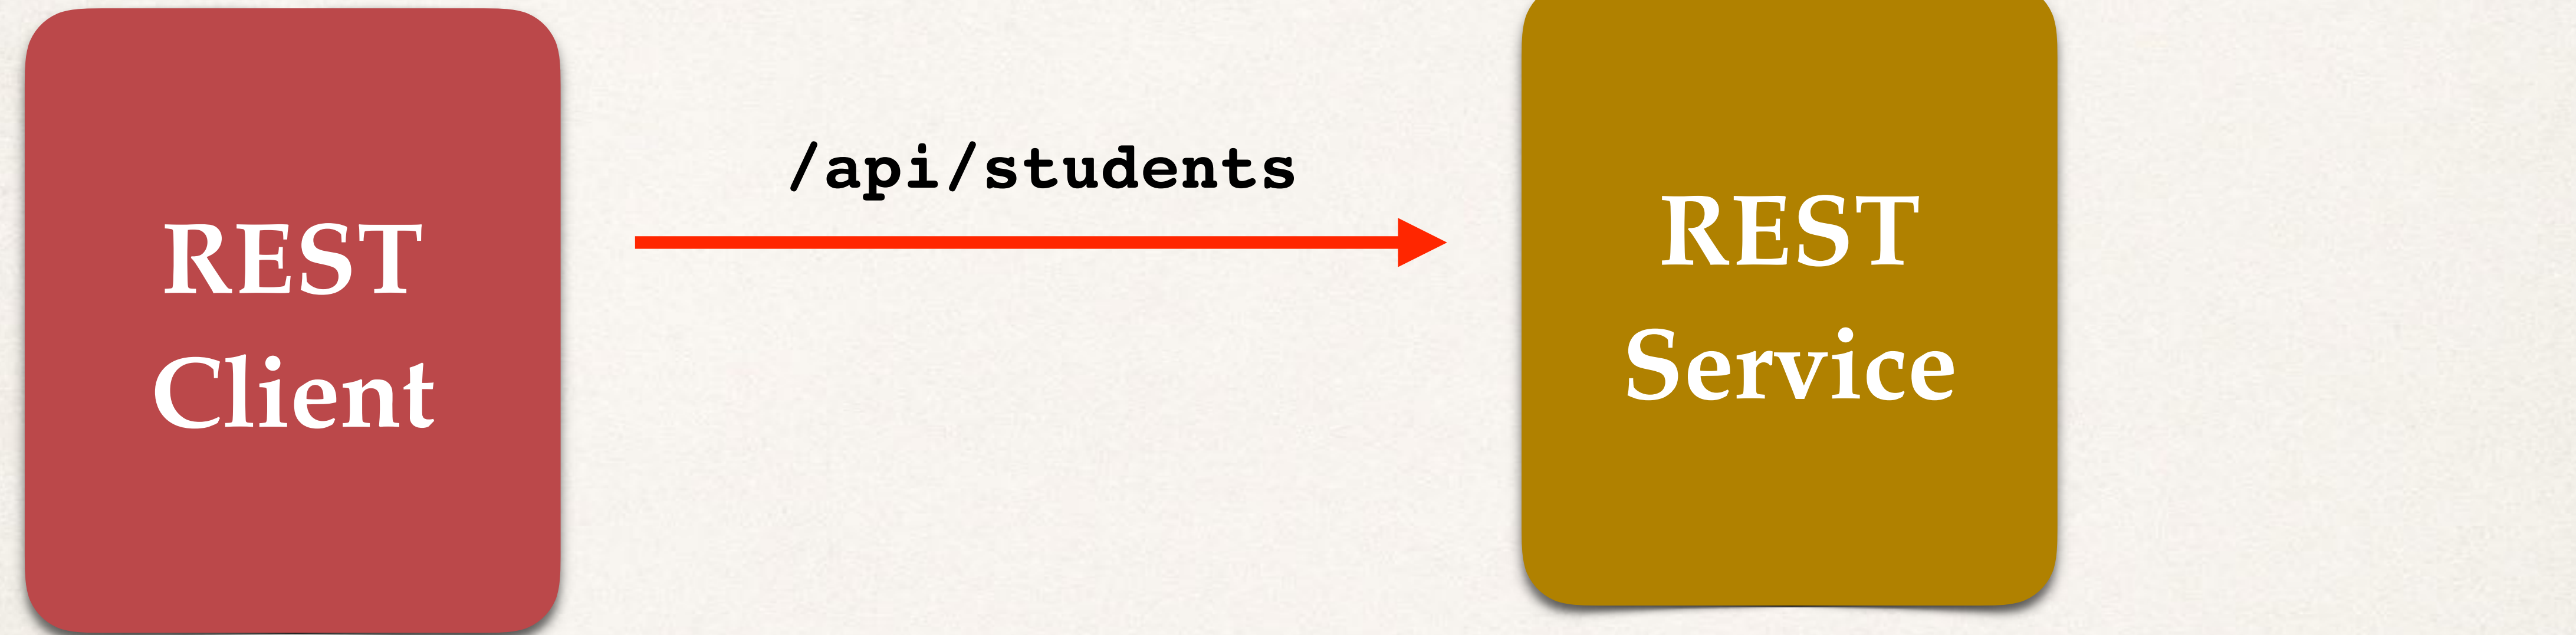 REST
Client
/api/students
REST
Service